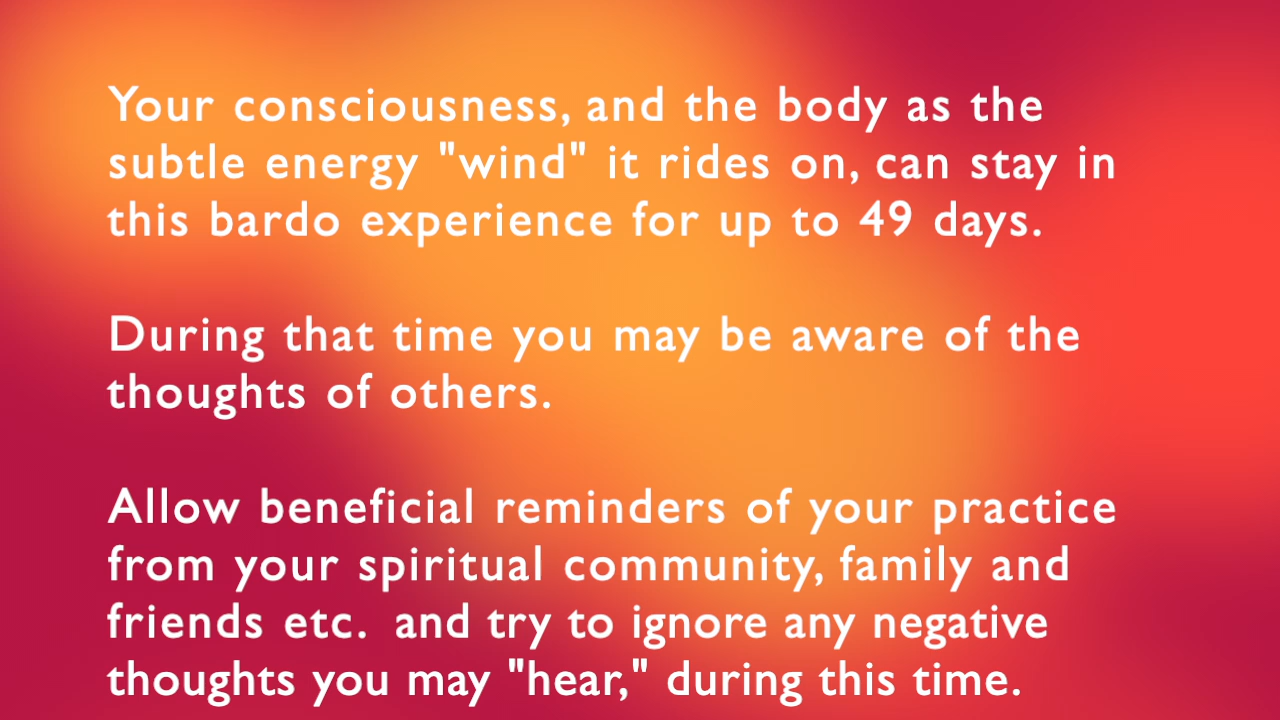 Your consciousness, and the body as the
subtle energy "wind" it rides on, can stay in
this bardo experience for up to 49 days.
During that time you may be aware of the
thoughts of others.
Allow beneficial reminders of your practice
from your spiritual community, family and
friends etc.  and try to ignore any negative
thoughts you may "hear," during this time.